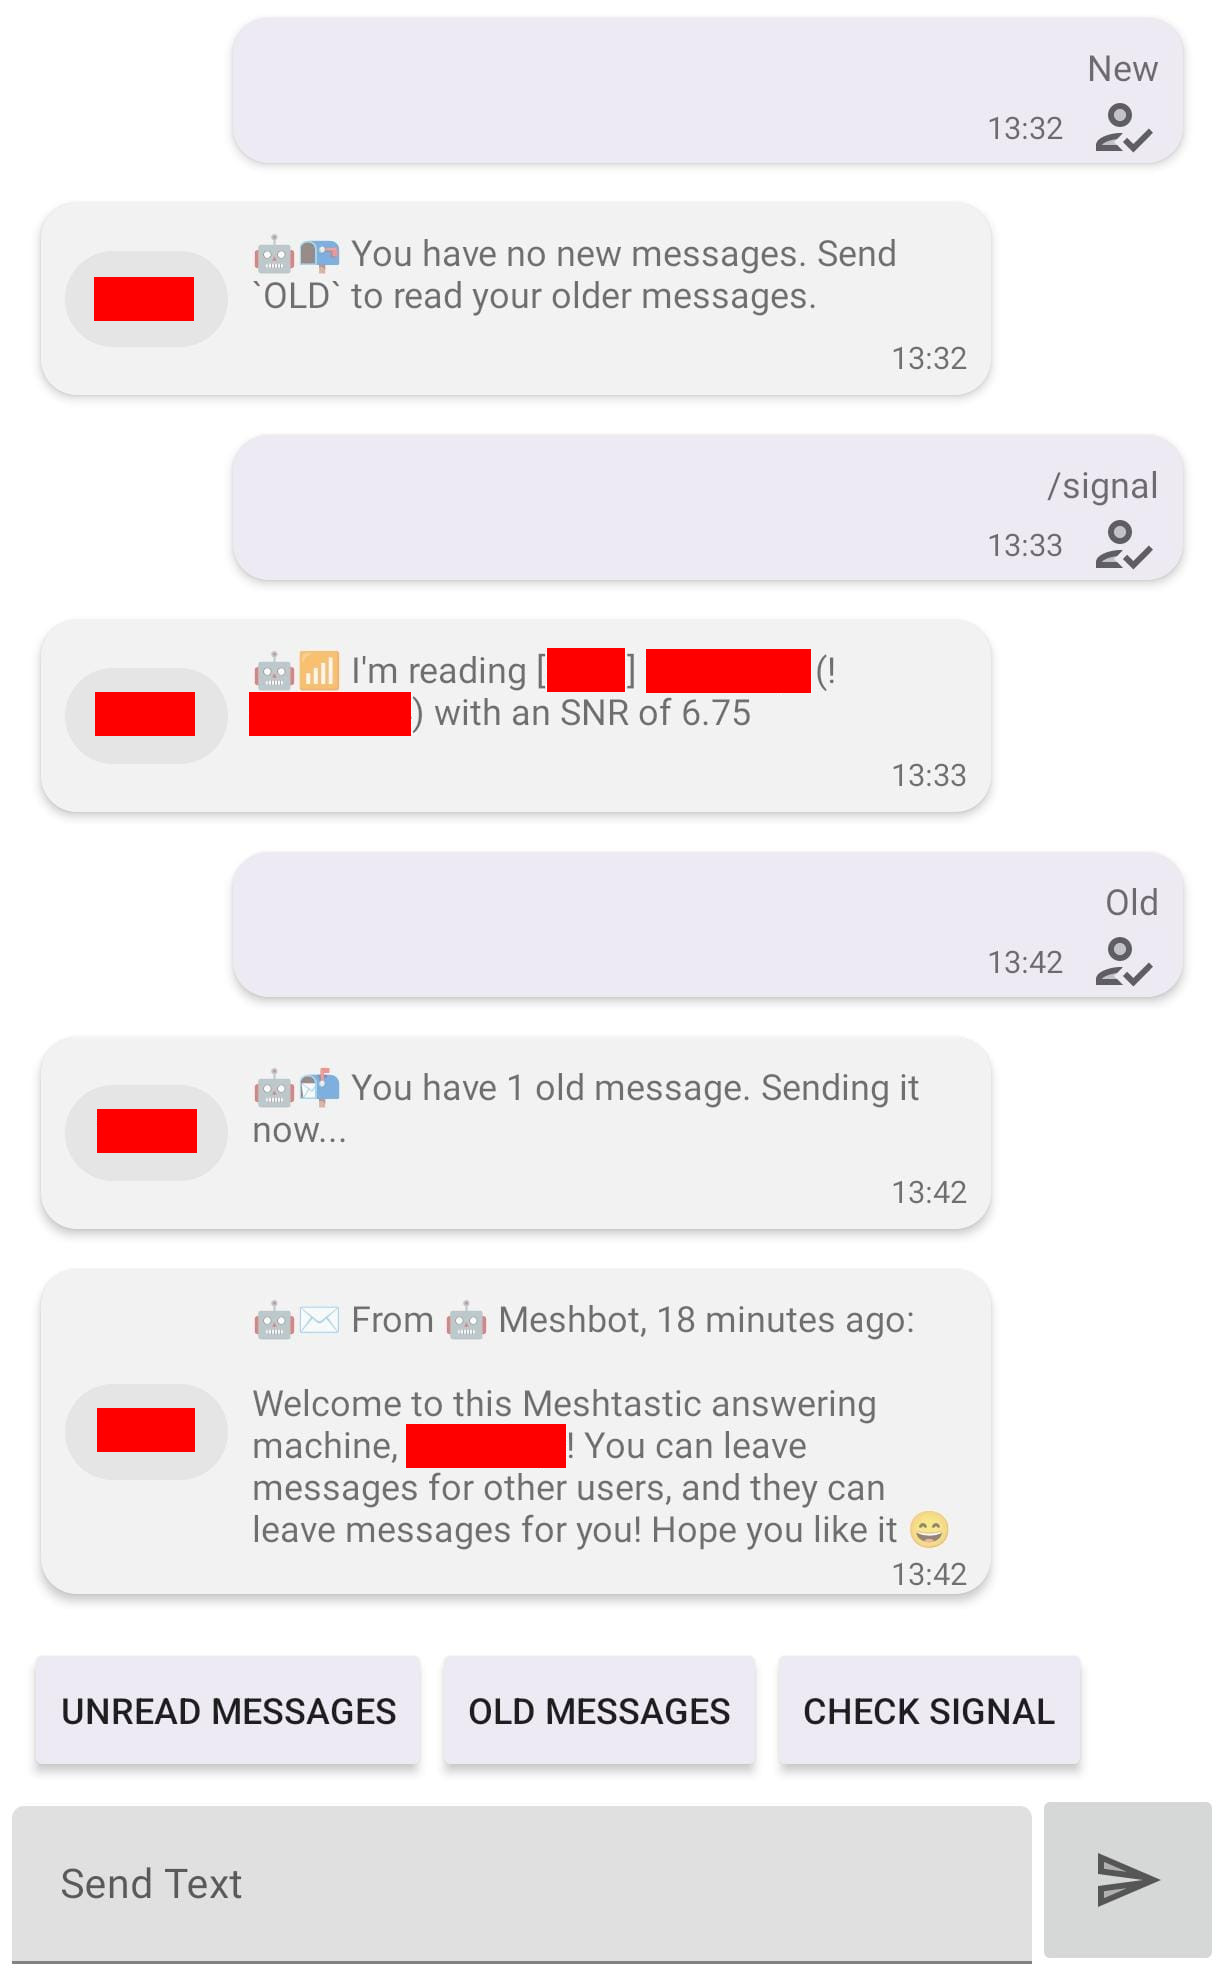 New
13:32
🤖📭 You have no new messages. Send
`OLD` to read your older messages.
13:32
/signal
13:33
🤖📶 I'm reading [] (!
) with an SNR of 6.75
13:33
Old
13:42
🤖📬 You have 1 old message. Sending it
now...
13:42
🤖✉️ From 🤖 Meshbot, 18 minutes ago:
Welcome to this Meshtastic answering
machine, ! You can leave
messages for other users, and they can
leave messages for you! Hope you like it 😄
13:42
UNREAD MESSAGES
OLD MESSAGES
CHECK SIGNAL
Send Text